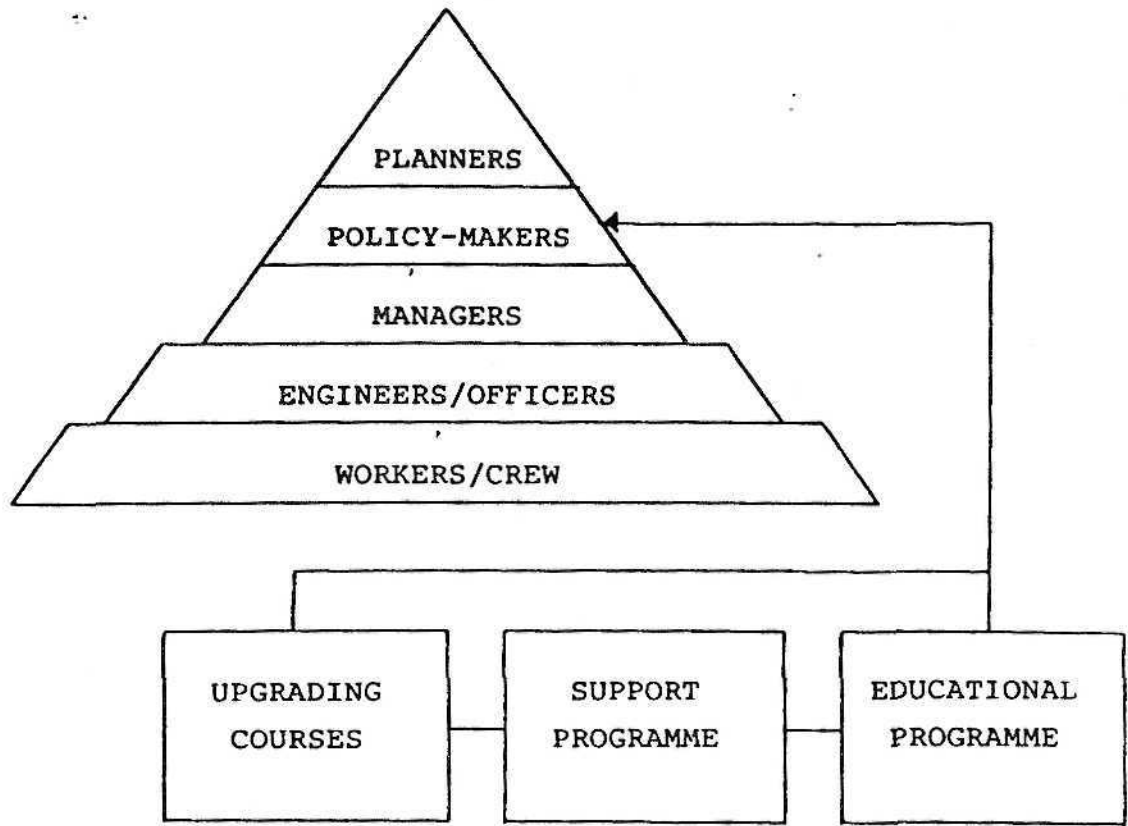 PLANNERS
POLICY-MAKERS
MANAGERS
ENGINEERS/OFFICERS
WORKERS/CREW
UPGRADING
COURSES
SUPPORT
PROGRAMME
EDUCATIONAL
PROGRAMME